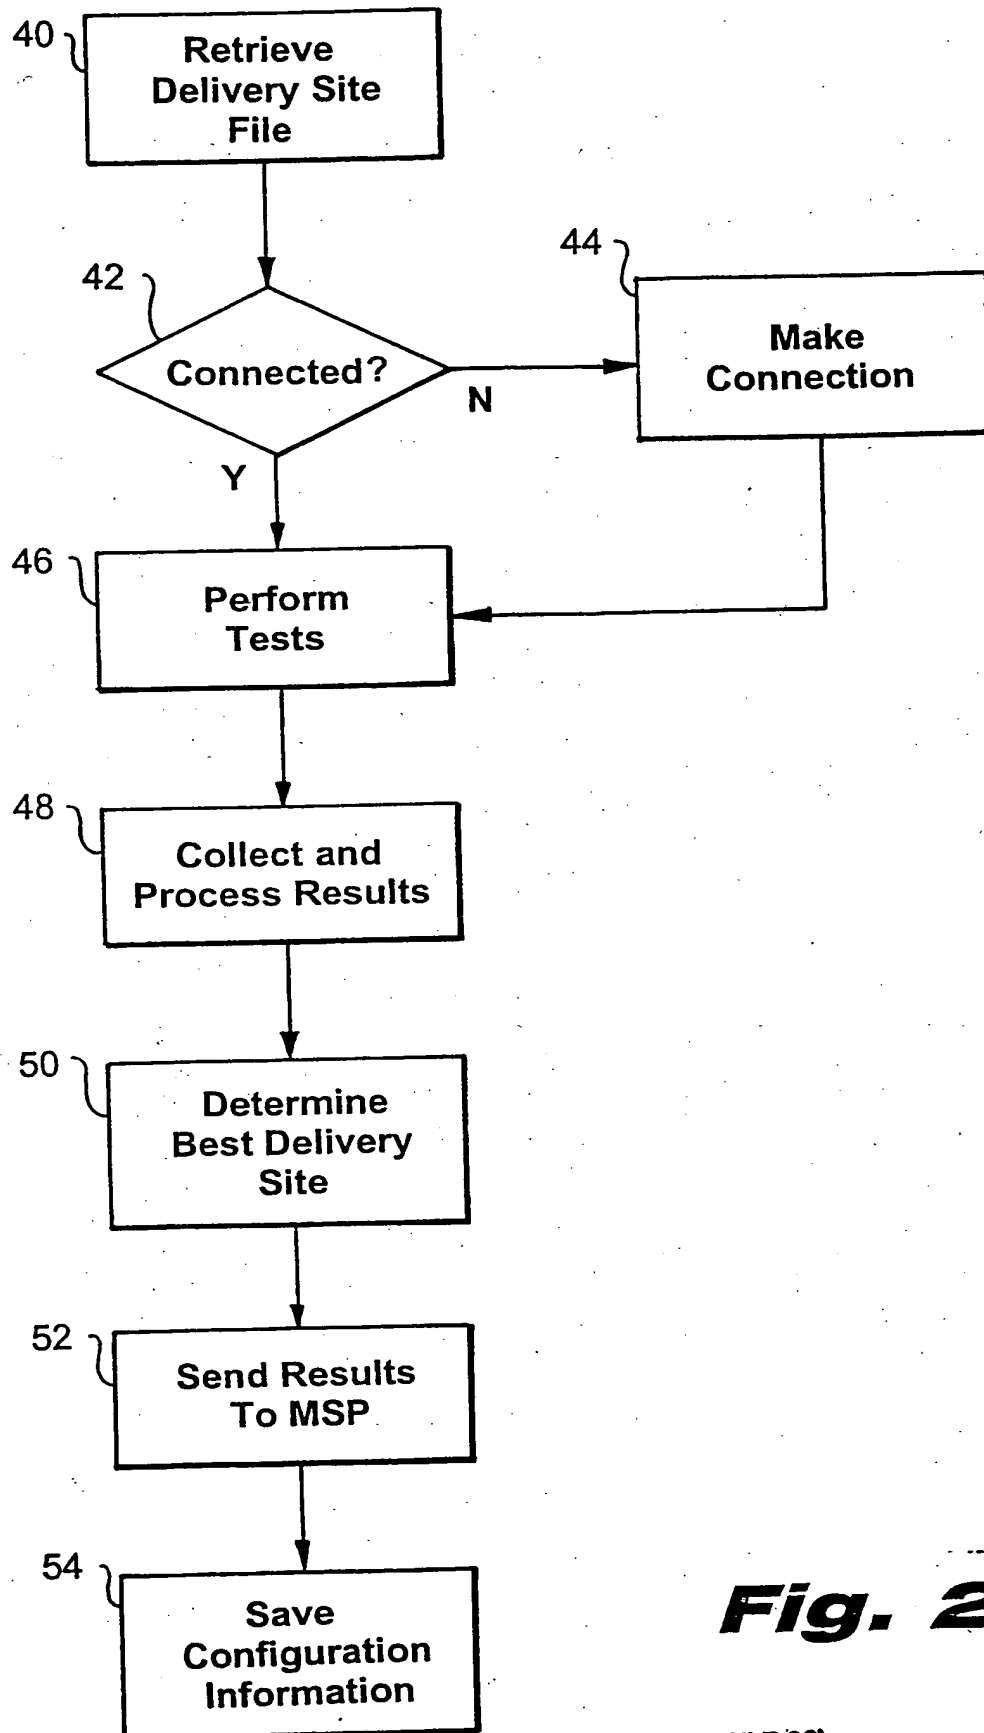 40
Retrieve
Delivery Site
File
42
Connected?
N
Y
44
Make
Connection
46
Perform
Tests
48
Collect and
Process Results
50
Determine
Best Delivery
Site
52
Send Results
To MSP
54
Save
Configuration
Information
Fig. 2